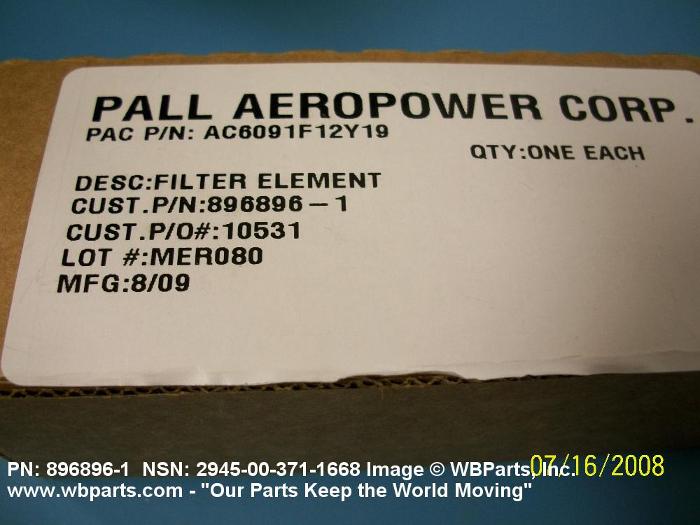 PALL AEROPOWER CORP.
PAC P/N: AC6091F12Y19
QTY:ONE EACH
DESC:FILTER ELEMENT
CUST.P/N:896896-1
CUST.P/O#:10531
LOT #:MER080
MFG:8/09
PN: 896896-1 NSN: 2945-00-371-1668 Image © WBParts, Inc.
07/16/2008
www.wbparts.com - "Our Parts Keep the World Moving"